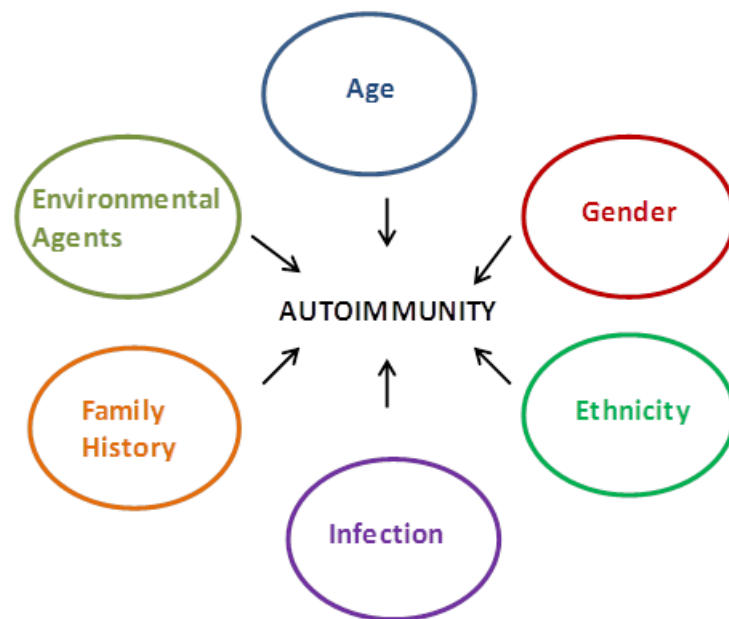 Age
Environmental
Agents
Gender
AUTOIMMUNITY
Family
History
Ethnicity
Infection